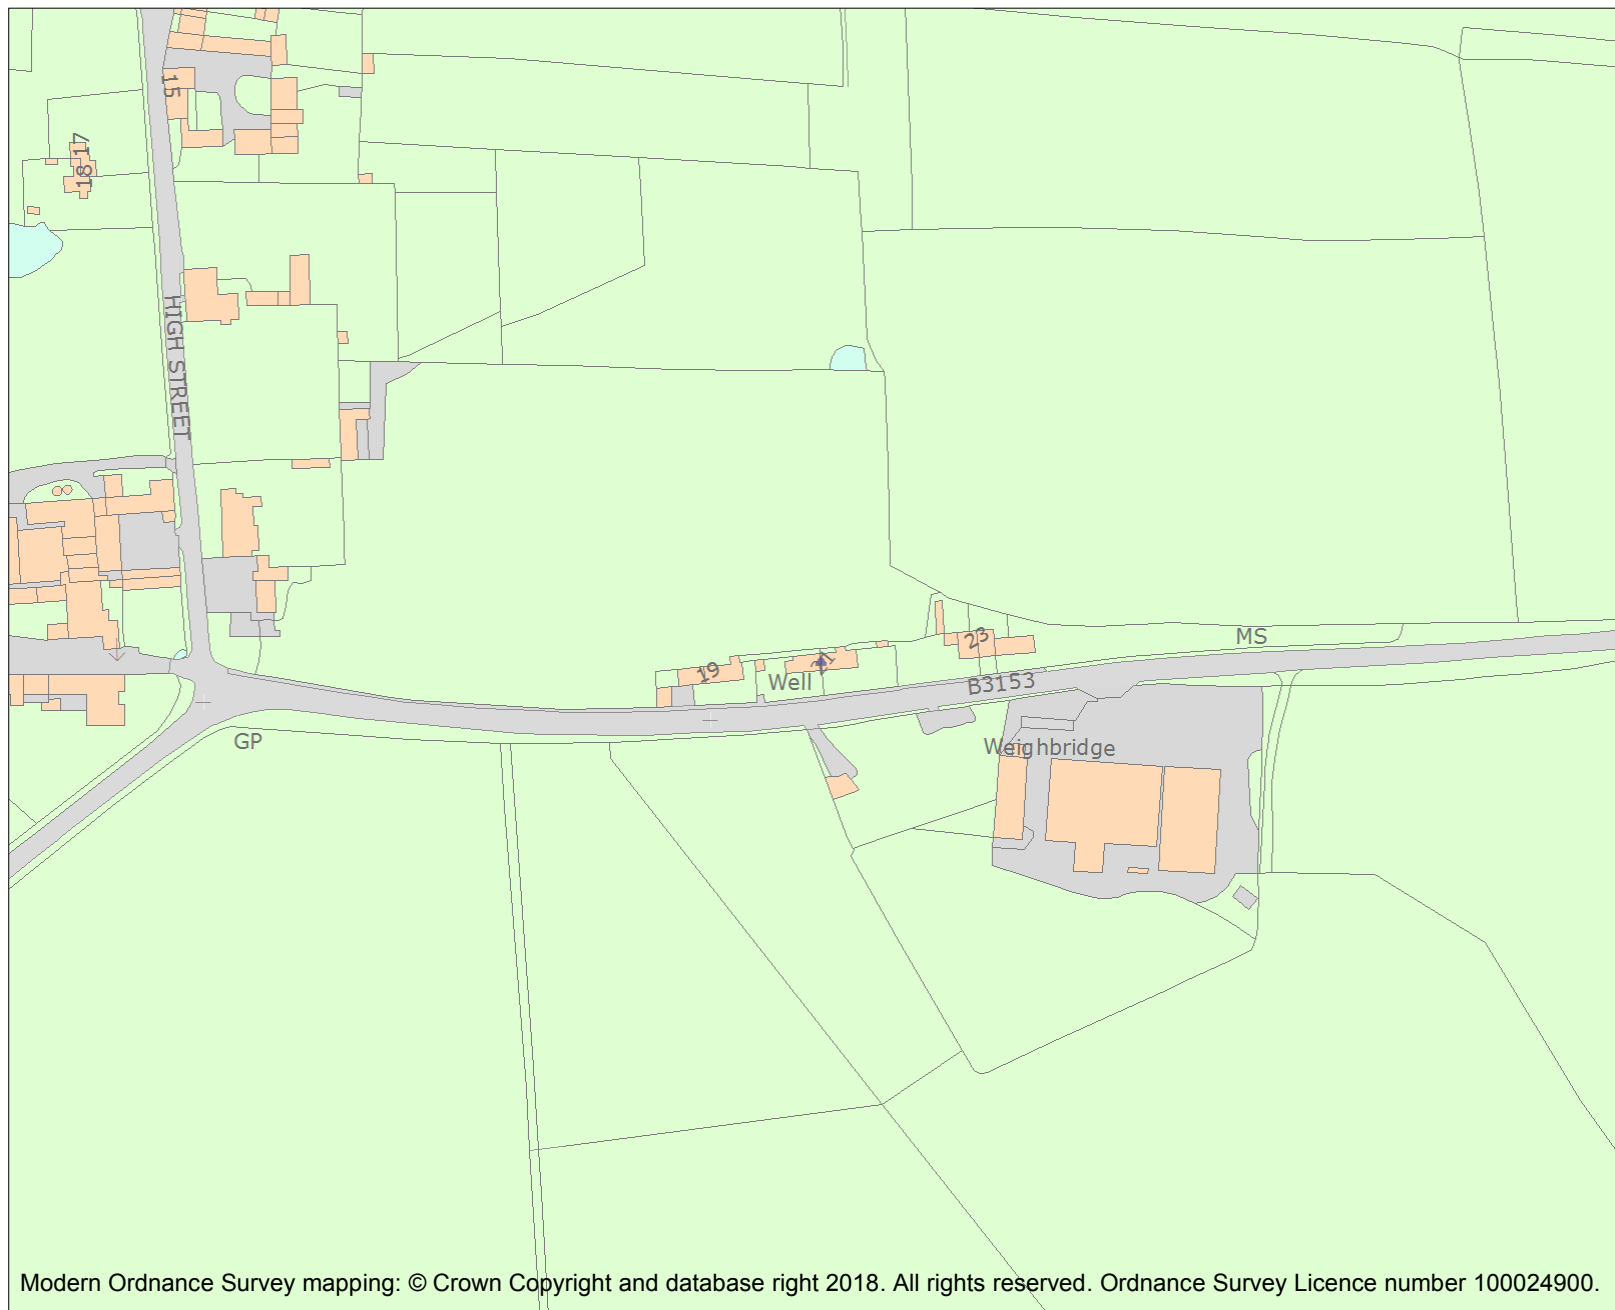 15
17
18
HIGH STREET
23
MS
19
21
Well
B3153
GP
Weighbridge
Modern Ordnance Survey mapping: © Crown Copyright and database right 2018. All rights reserved. Ordnance Survey Licence number 100024900.